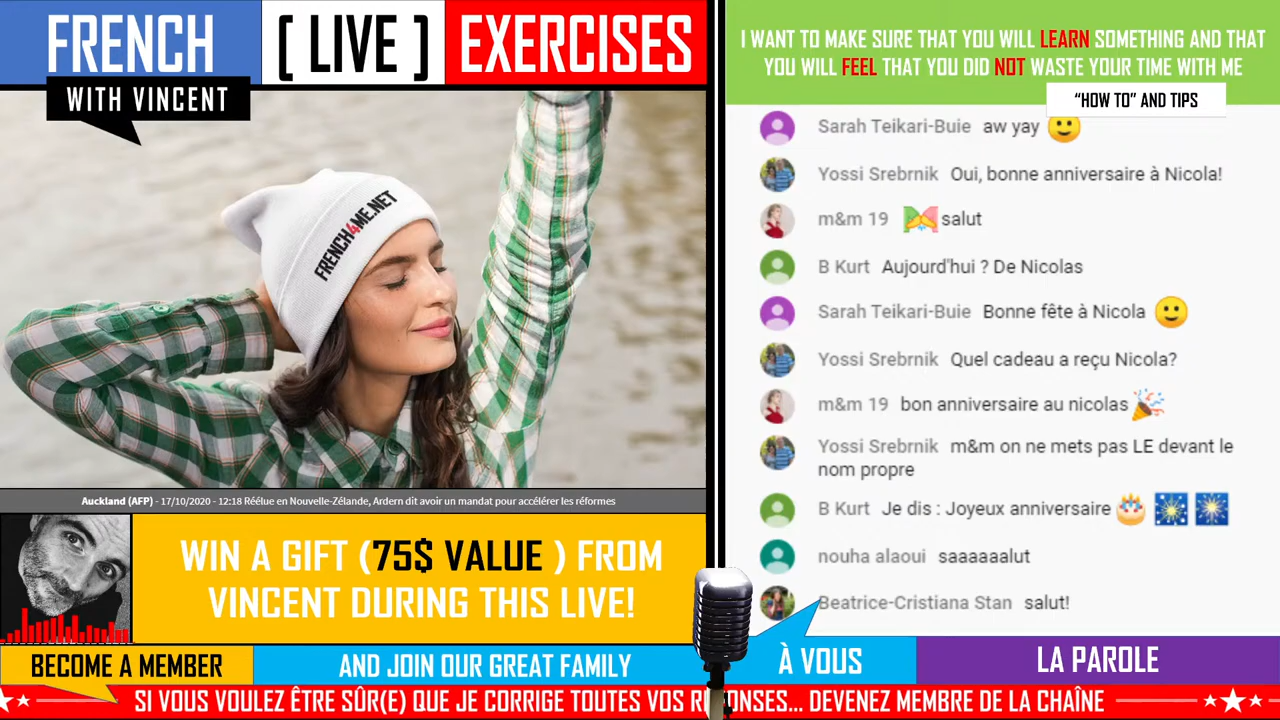 FRENCH
[ LIVE ]
EXERCISES
WITH VINCENT
FRENCH4ME.NET
Auckland (AFP) - 17/10/2020 - 12:18 Réélue en Nouvelle-Zélande, Ardern dit avoir un mandat pour accélérer les réformes
WIN A GIFT (75$ VALUE ) FROM
VINCENT DURING THIS LIVE!
BECOME A MEMBER
AND JOIN OUR GREAT FAMILY
I WANT TO MAKE SURE THAT YOU WILL LEARN SOMETHING AND THAT
YOU WILL FEEL THAT YOU DID NOT WASTE YOUR TIME WITH ME
“HOW TO” AND TIPS
Sarah Teikari-Buie aw yay
Yossi Srebrnik Oui, bonne anniversaire à Nicola!
m&m 19 salut
B Kurt Aujourd'hui ? De Nicolas
Sarah Teikari-Buie Bonne fête à Nicola
Yossi Srebrnik Quel cadeau a reçu Nicola?
m&m 19 bon anniversaire au nicolas
Yossi Srebrnik m&m on ne mets pas LE devant le
nom propre
B Kurt Je dis : Joyeux anniversaire
nouha alaoui saaaaaalut
Beatrice-Cristiana Stan salut!
À VOUS
LA PAROLE
SI VOUS VOULEZ ÊTRE SÛR(E) QUE JE CORRIGE TOUTES VOS RÉPONSES... DEVENEZ MEMBRE DE LA CHAÎNE